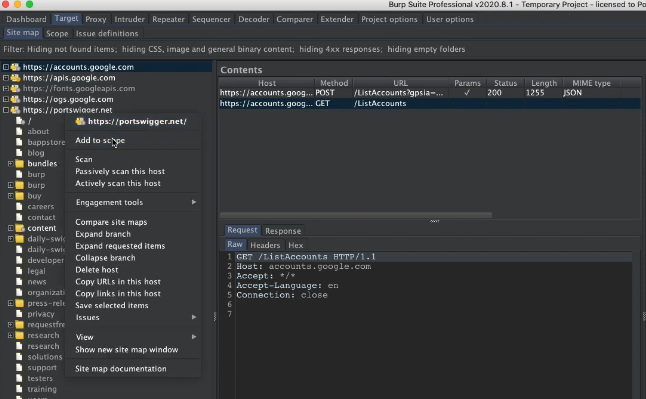 Burp Suite Professional v2020.8.1 - Temporary Project - licensed to Po
Dashboard Target Proxy Intruder Repeater Sequencer Decoder Comparer Extender Project options User options
Site map Scope Issue definitions
Filter: Hiding not found items; hiding CSS, image and general binary content; hiding 4xx responses; hiding empty folders
https://accounts.google.com
https://apis.google.com
https://fonts.googleapis.com
https://ogs.google.com
https://portswigger.net
/
about
bappstore
blog
bundles
burp
burp
buy
careers
contact
content
daily-swi
daily-swi
developer
legal
news
organizati
press-rele
privacy
requestfre
research
research
solutions
support
testers
training
https://portswigger.net/
Add to scope
Scan
Passively scan this host
Actively scan this host
Engagement tools
Compare site maps
Expand branch
Expand requested items
Collapse branch
Delete host
Copy URLs in this host
Copy links in this host
Save selected items
Issues
View
Show new site map window
Site map documentation
Contents
Host Method URL Params Status Length MIME type
https://accounts.goog... POST /ListAccounts?gpsia=... ✓ 200 1255 JSON
https://accounts.goog... GET /ListAccounts
Request Response
Raw Headers Hex
1 GET /ListAccounts HTTP/1.1
2 Host: accounts.google.com
3 Accept: */*
4 Accept-Language: en
5 Connection: close
6
7